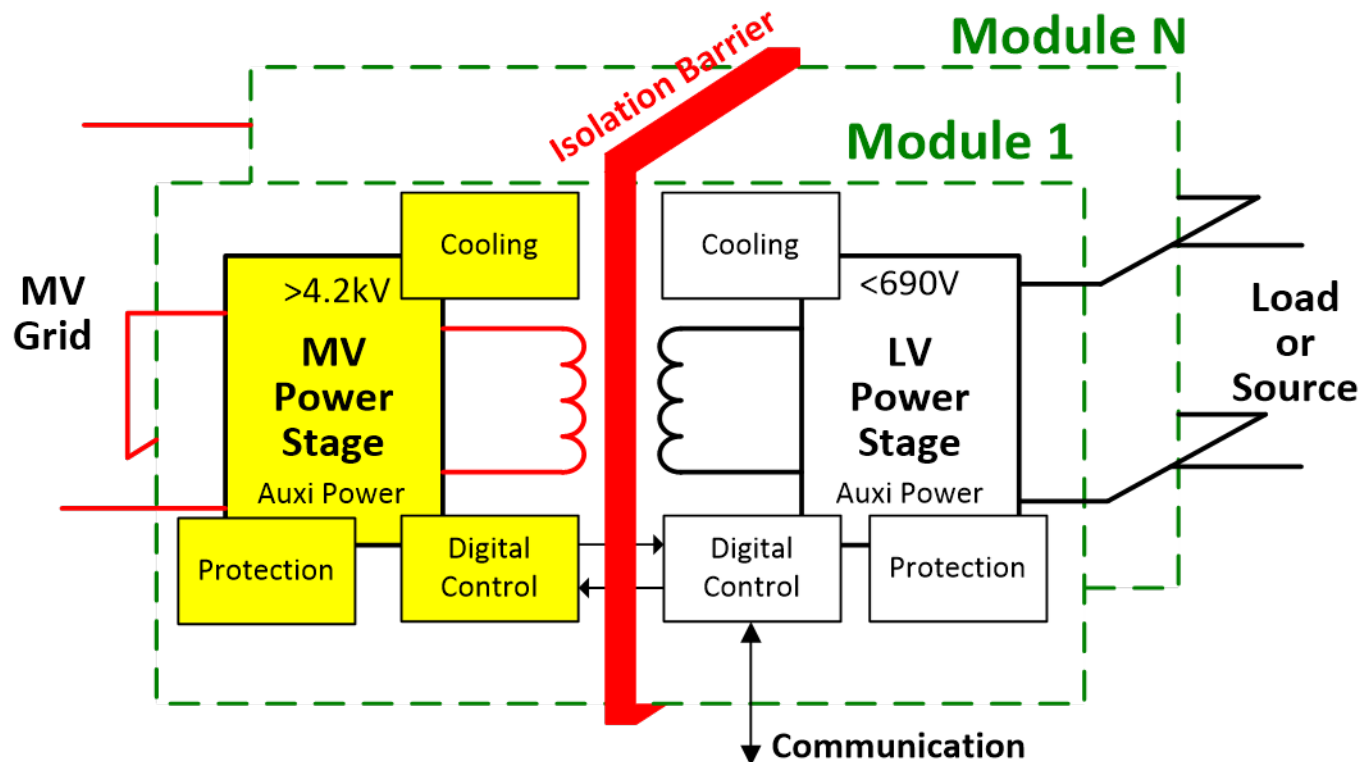 Module N
Isolation Barrier
Module 1
Cooling
Cooling
MV
Grid
>4.2kV
MV
Power
Stage
Auxi Power
<690V
LV
Power
Stage
Auxi Power
Load
or
Source
Protection
Digital
Control
Digital
Control
Protection
Communication